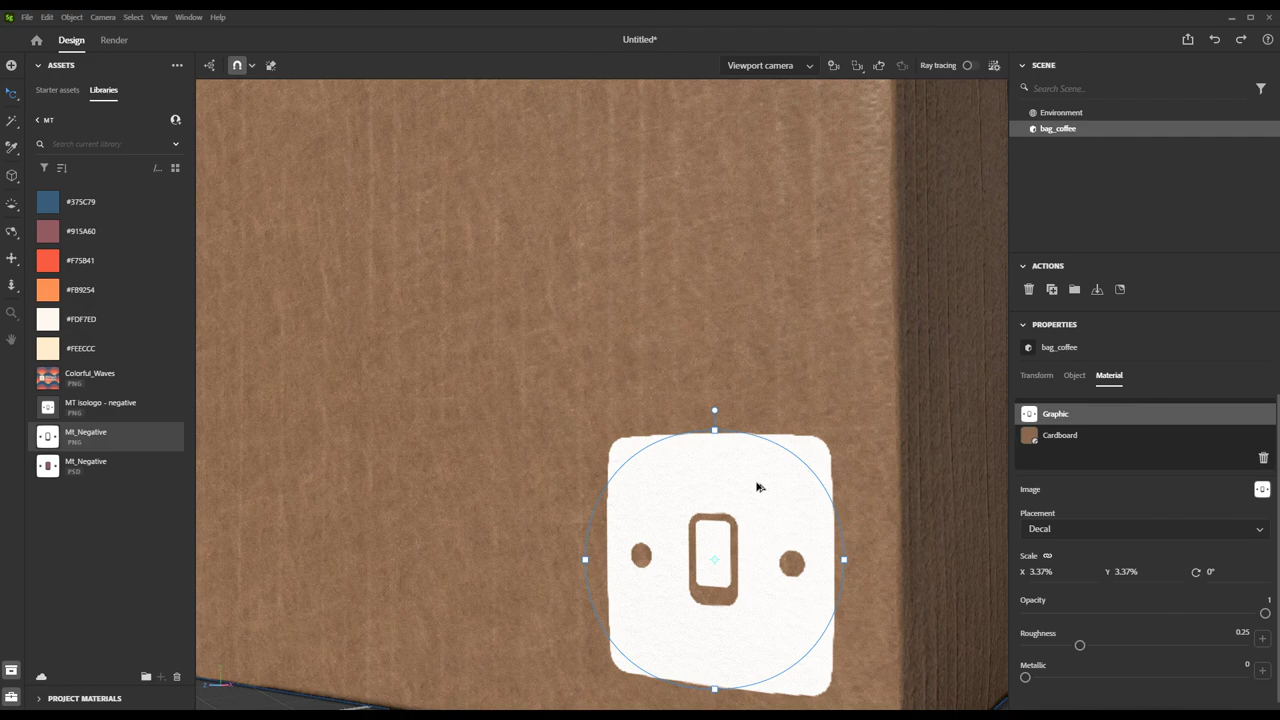 Sg File Edit Object Camera Select View Window Help
Design Render Untitled*
ASSETS
Starter assets Libraries
MT
Search current library
#375C79
#915A60
#F75B41
#FB9254
#FDF7ED
#FEECCC
Colorful_Waves
PNG
MT isologo - negative
PNG
Mt_Negative
PNG
Mt_Negative
PSD
PROJECT MATERIALS
Viewport camera Ray tracing
SCENE
Search Scene..
Environment
bag_coffee
ACTIONS
PROPERTIES
bag_coffee
Transform Object Material
Graphic
Cardboard
Image
Placement
Decal
Scale
X 3.37% Y 3.37% 0°
Opacity 1
Roughness 0.25
Metallic 0